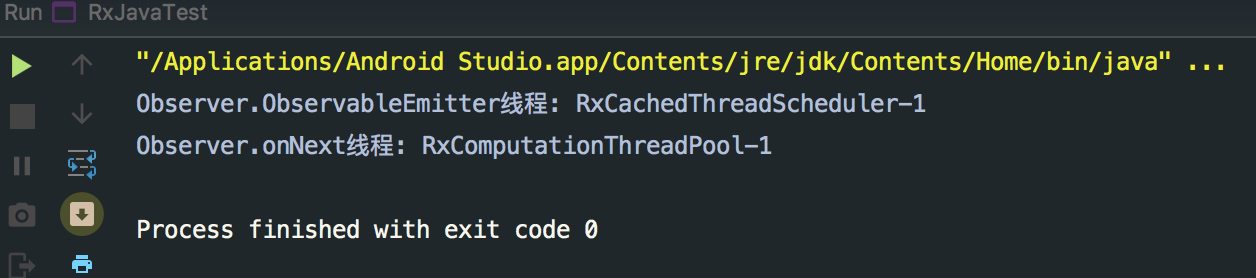 Run RxJavaTest
"/Applications/Android Studio.app/Contents/jre/jdk/Contents/Home/bin/java" ...
Observer.ObservableEmitter线程: RxCachedThreadScheduler-1
Observer.onNext线程: RxComputationThreadPool-1
Process finished with exit code 0